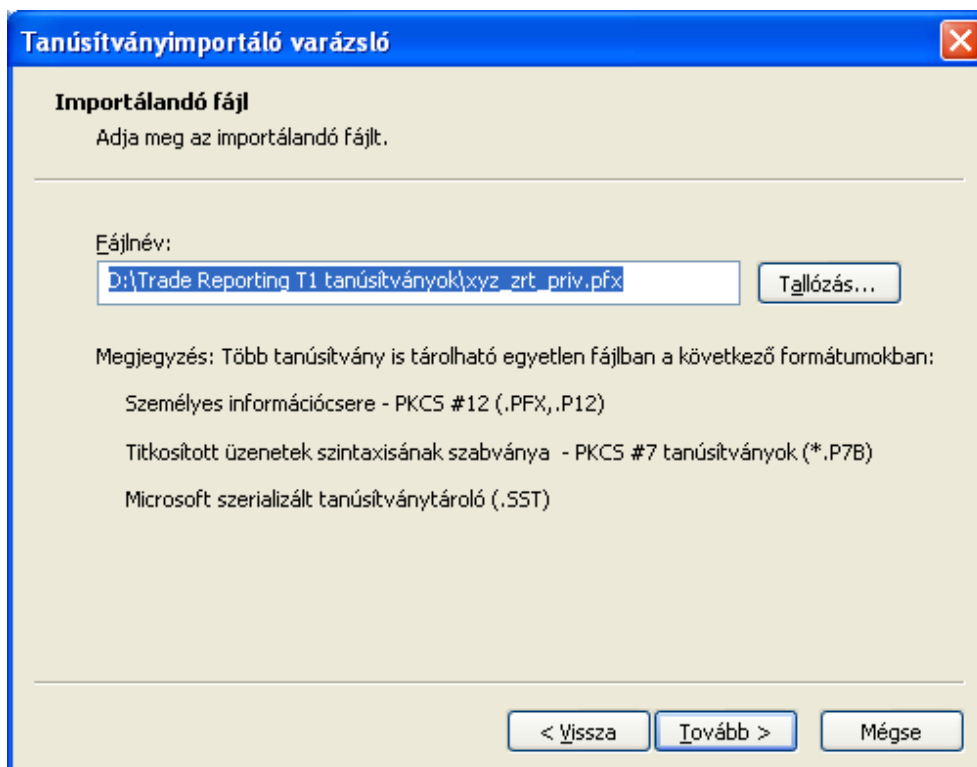 Tanúsítványimportáló varázsló
Importálandó fájl
Adja meg az importálandó fájlt.
Fájlnév:
D:\Trade Reporting T1 tanúsítványok\xyz_zrt_priv.pfx
Tallózás...
Megjegyzés: Több tanúsítvány is tárolható egyetlen fájlban a következő formátumokban:
Személyes információcsere - PKCS #12 (.PFX,.P12)
Titkosított üzenetek szintaxisának szabványa - PKCS #7 tanúsítványok (*.P7B)
Microsoft szerializált tanúsítványtároló (.SST)
< Vissza
Tovább >
Mégse